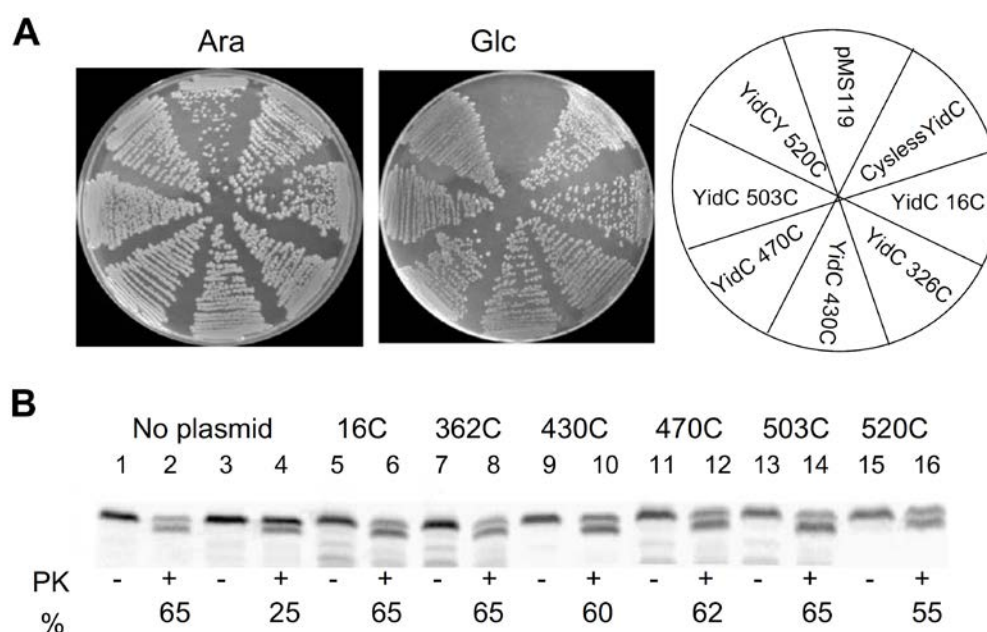 A
Ara
Glc
pMS119
CyslessYidC
YidC 16C
YidC 326C
YidC 430C
YidC 470C
YidC 503C
YidCY 520C
B
No plasmid 16C 362C 430C 470C 503C 520C
1 2 3 4 5 6 7 8 9 10 11 12 13 14 15 16
PK - + - + - + - + - + - + - + - +
% 65 25 65 65 60 62 65 55